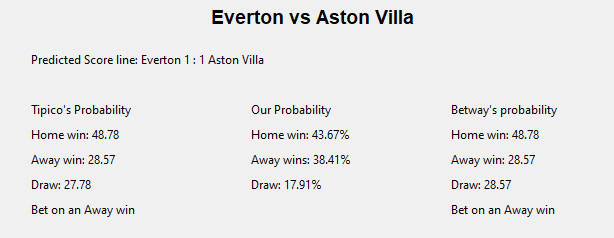 Everton vs Aston Villa
Predicted Score line: Everton 1 : 1 Aston Villa
Tipico's Probability
Home win: 48.78
Away win: 28.57
Draw: 27.78
Bet on an Away win
Our Probability
Home win: 43.67%
Away wins: 38.41%
Draw: 17.91%
Betway's probability
Home win: 48.78
Away win: 28.57
Draw: 28.57
Bet on an Away win